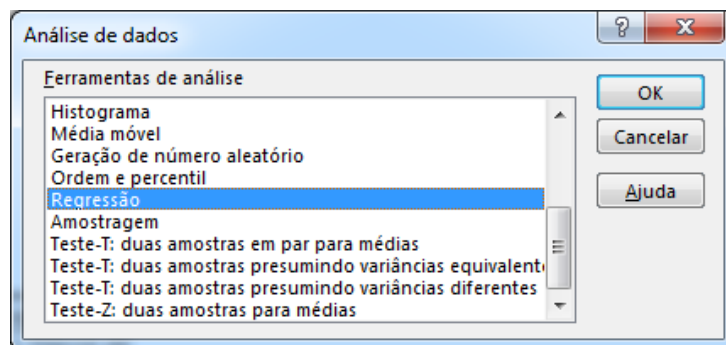 Análise de dados
Ferramentas de análise
Histograma
Média móvel
Geração de número aleatório
Ordem e percentil
Regressão
Amostragem
Teste-T: duas amostras em par para médias
Teste-T: duas amostras presumindo variâncias equivalent
Teste-T: duas amostras presumindo variâncias diferentes
Teste-Z: duas amostras para médias
OK
Cancelar
Ajuda